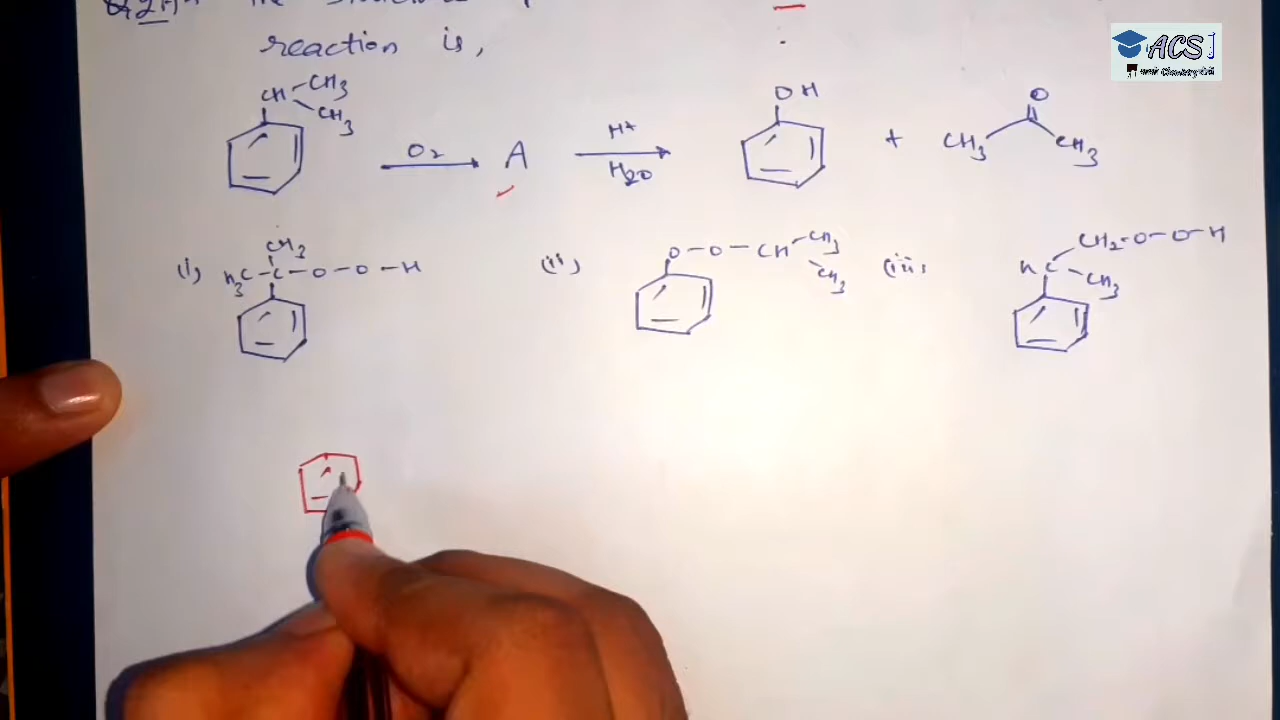 reaction is,
CH CH3
CH3
O2 A H+ H2O OH + CH3 O CH3
(i) CH3
H3C-C-O-O-H
(ii) O-O-CH CH3
CH3
(iii) CH2-O-O-H
H C CH3
ACS